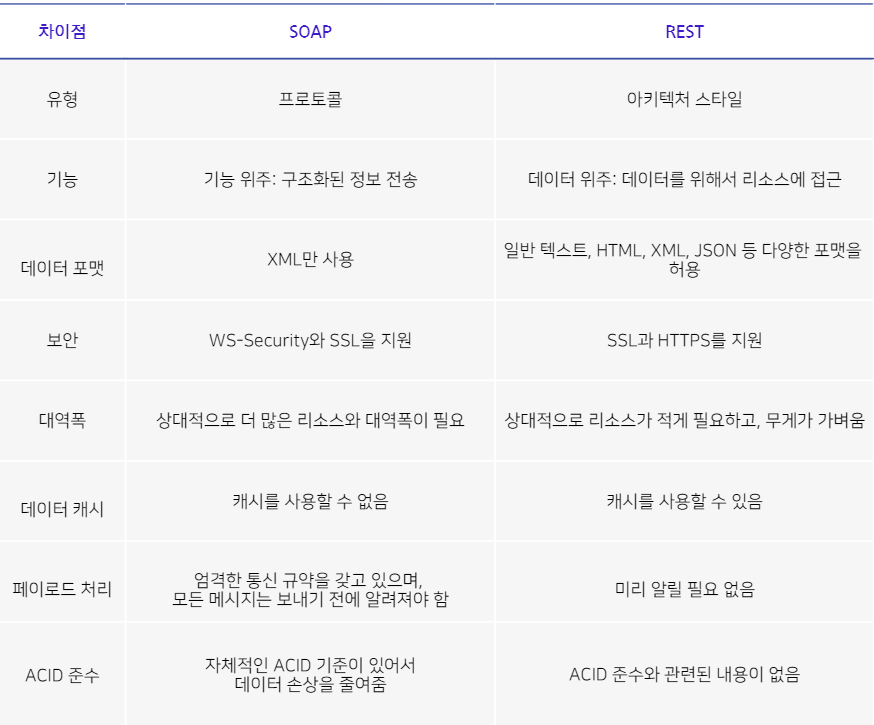 차이점 SOAP REST
유형 프로토콜 아키텍처 스타일
기능 기능 위주: 구조화된 정보 전송 데이터 위주: 데이터를 위해서 리소스에 접근
데이터 포맷 XML만 사용 일반 텍스트, HTML, XML, JSON 등 다양한 포맷을
허용
보안 WS-Security와 SSL을 지원 SSL과 HTTPS를 지원
대역폭 상대적으로 더 많은 리소스와 대역폭이 필요 상대적으로 리소스가 적게 필요하고, 무게가 가벼움
데이터 캐시 캐시를 사용할 수 없음 캐시를 사용할 수 있음
페이로드 처리 엄격한 통신 규약을 갖고 있으며,
모든 메시지는 보내기 전에 알려져야 함 미리 알릴 필요 없음
ACID 준수 자체적인 ACID 기준이 있어서
데이터 손상을 줄여줌 ACID 준수와 관련된 내용이 없음